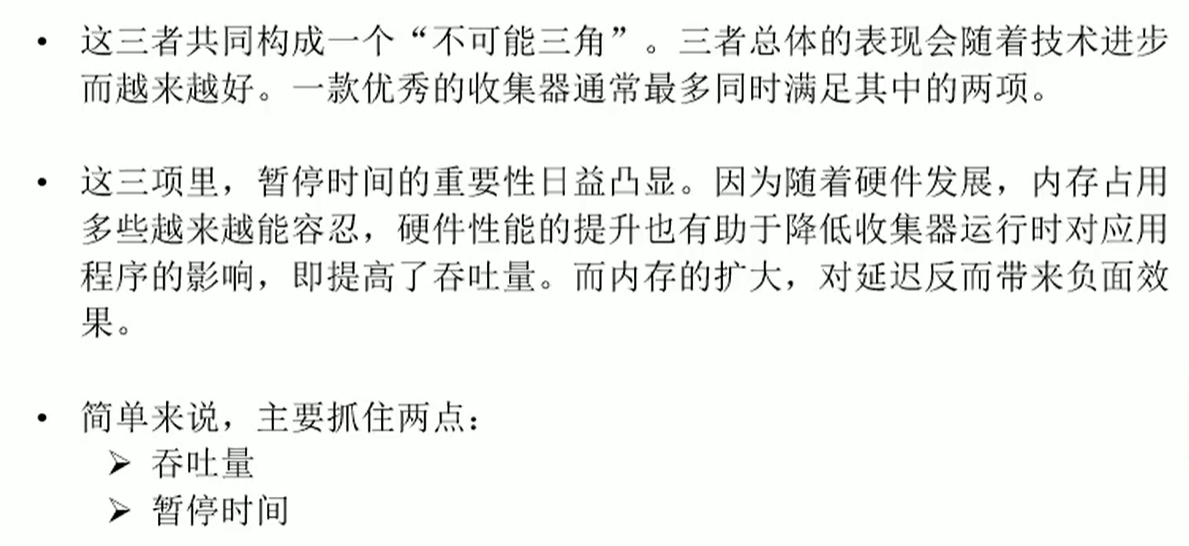 • 这三者共同构成一个“不可能三角”。三者总体的表现会随着技术进步
而越来越好。一款优秀的收集器通常最多同时满足其中的两项。
• 这三项里，暂停时间的重要性日益凸显。因为随着硬件发展，内存占用
多些越来越能容忍，硬件性能的提升也有助于降低收集器运行时对应用
程序的影响，即提高了吞吐量。而内存的扩大，对延迟反而带来负面效
果。
• 简单来说，主要抓住两点：
➢ 吞吐量
➢ 暂停时间